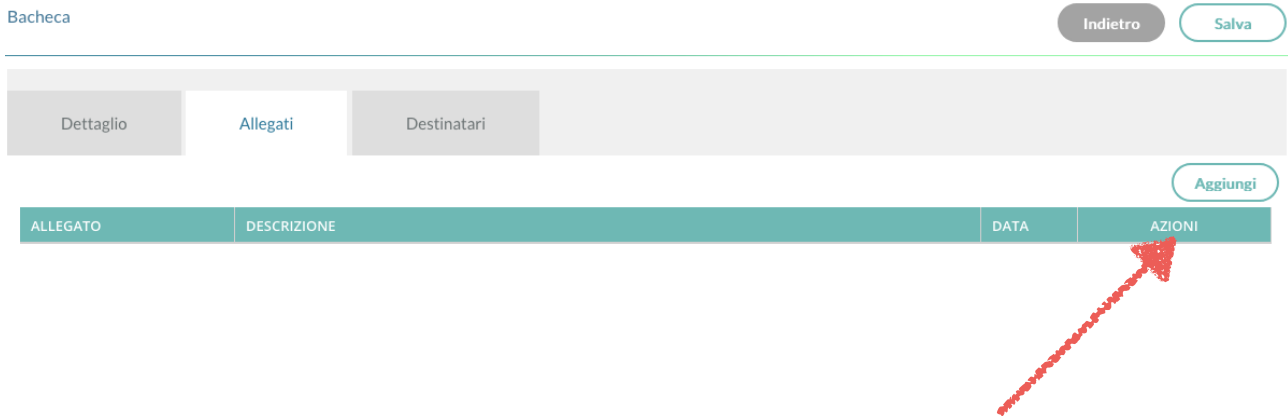 Bacheca
Indietro
Salva
Dettaglio
Allegati
Destinatari
Aggiungi
ALLEGATO
DESCRIZIONE
DATA
AZIONI